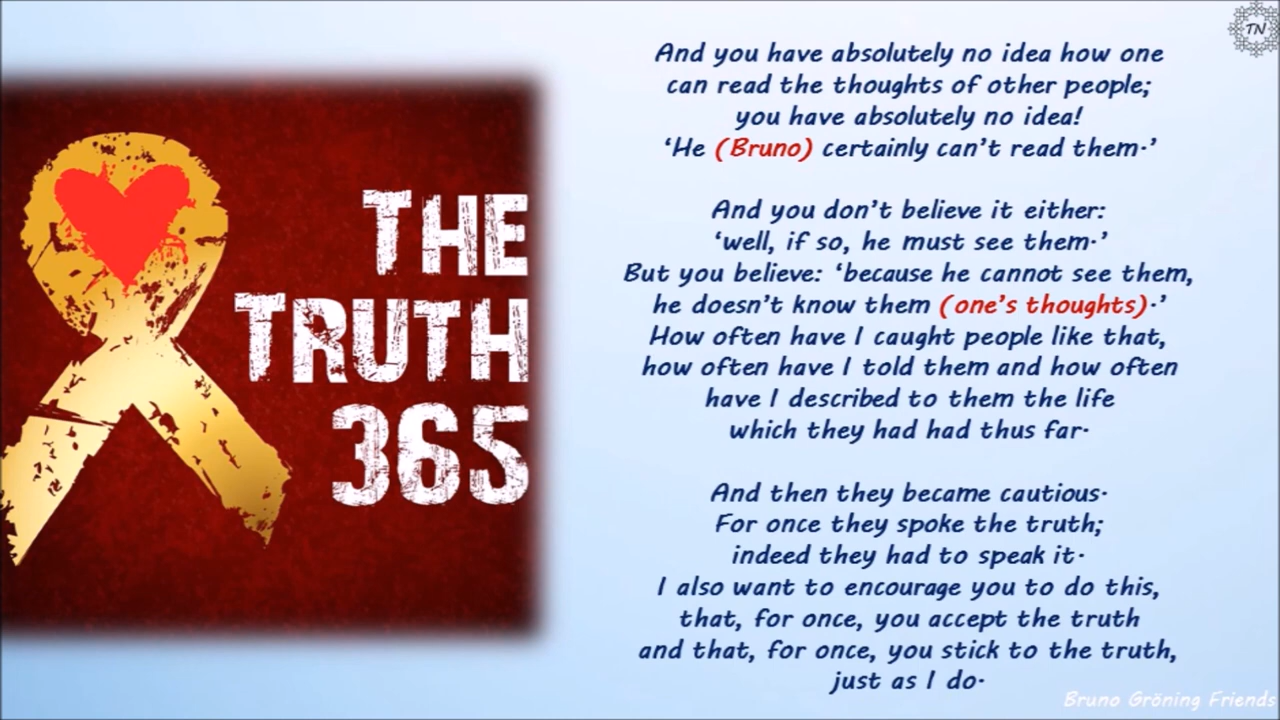 THE
TRUTH
365
TN
And you have absolutely no idea how one
can read the thoughts of other people;
you have absolutely no idea!
‘He (Bruno) certainly can’t read them·’
And you don’t believe it either:
‘well, if so, he must see them·’
But you believe: ‘because he cannot see them,
he doesn’t know them (one’s thoughts)·’
How often have I caught people like that,
how often have I told them and how often
have I described to them the life
which they had had thus far·
And then they became cautious·
For once they spoke the truth;
indeed they had to speak it·
I also want to encourage you to do this,
that, for once, you accept the truth
and that, for once, you stick to the truth,
just as I do·
Bruno Gröning Friends